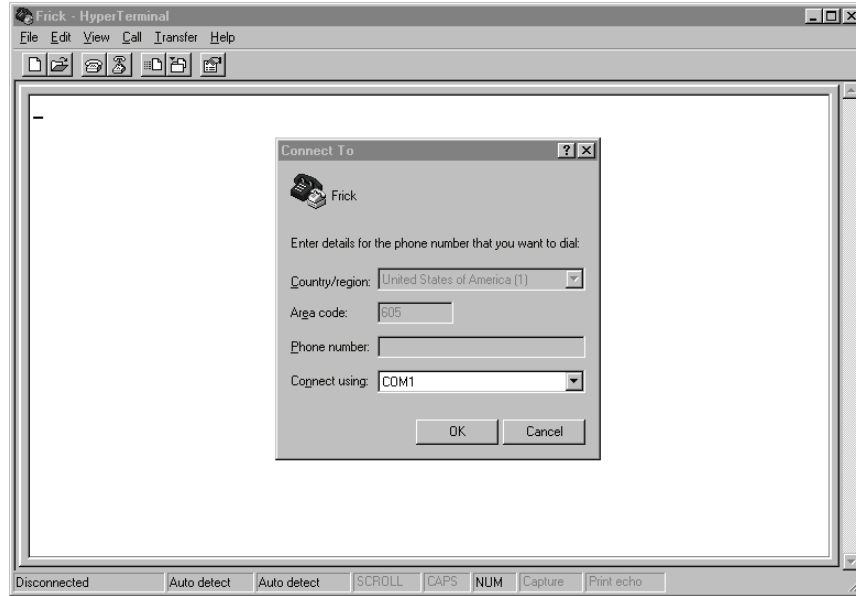 Frick - HyperTerminal
File Edit View Call Transfer Help
Connect To
Frick
Enter details for the phone number that you want to dial:
Country/region: United States of America (1)
Area code: 605
Phone number:
Connect using: COM1
OK Cancel
Disconnected Auto detect Auto detect SCROLL CAPS NUM Capture Print echo